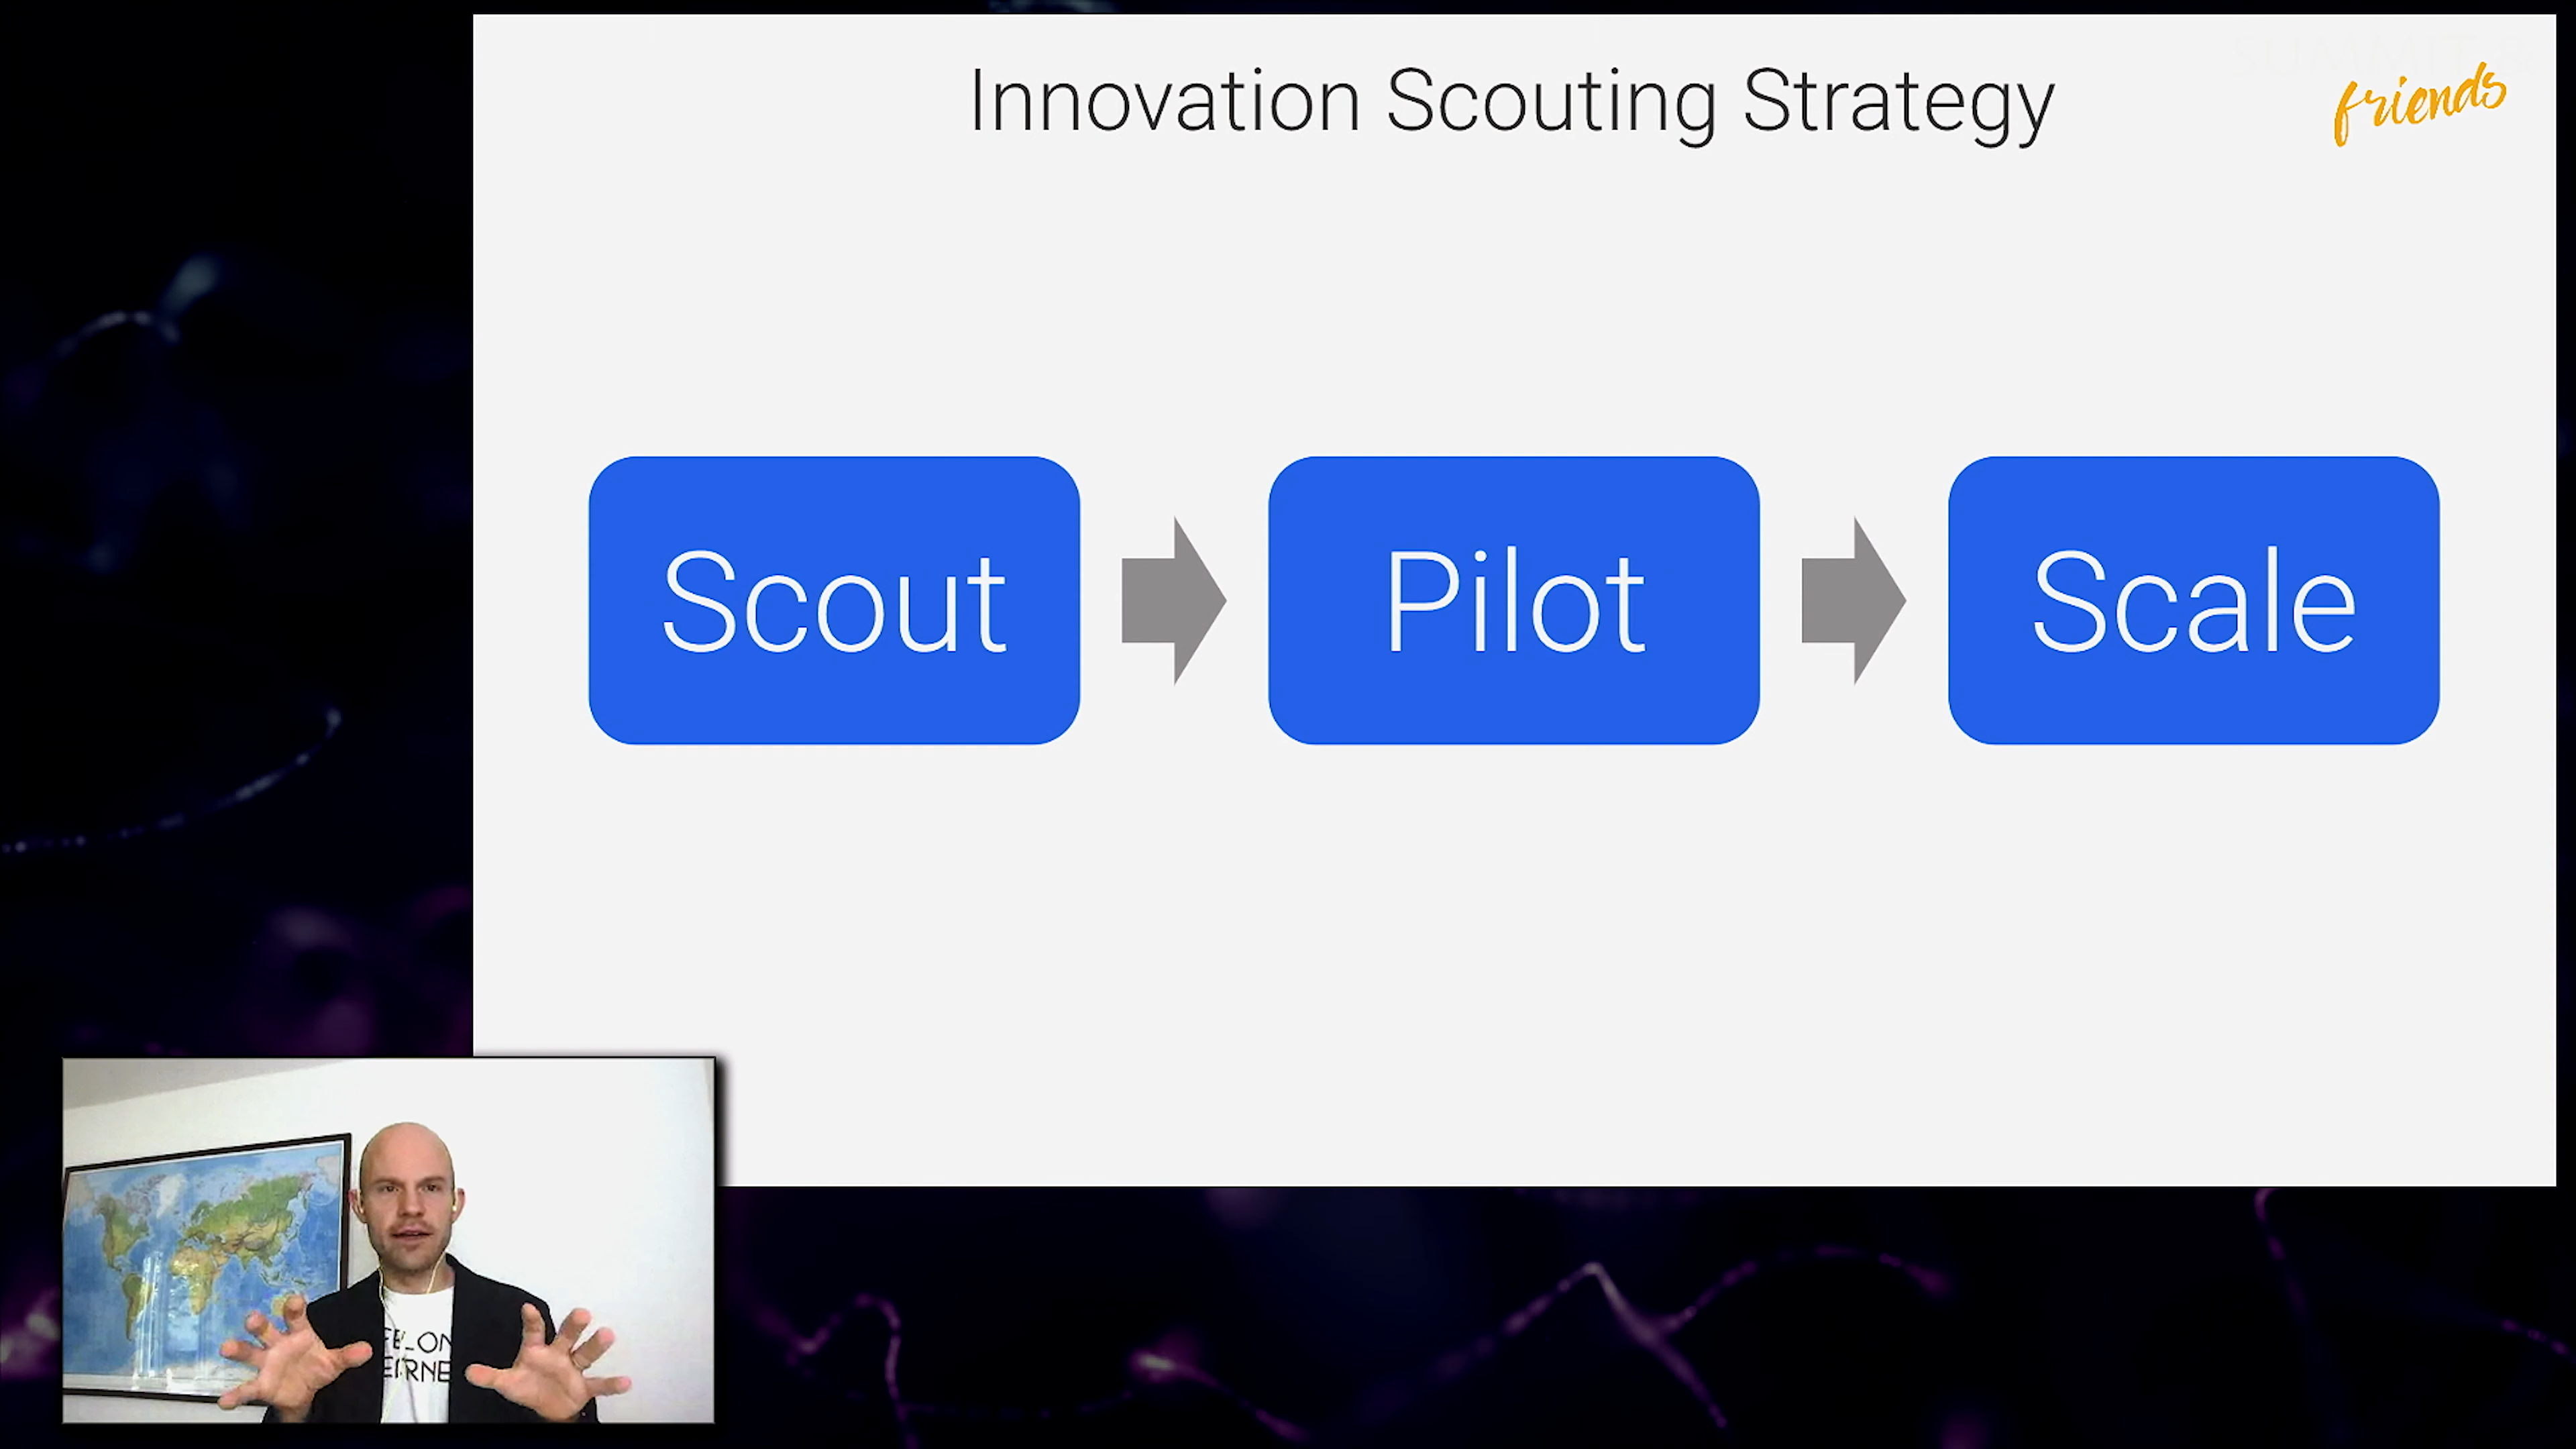 Innovation Scouting Strategy
friends
Scout
Pilot
Scale